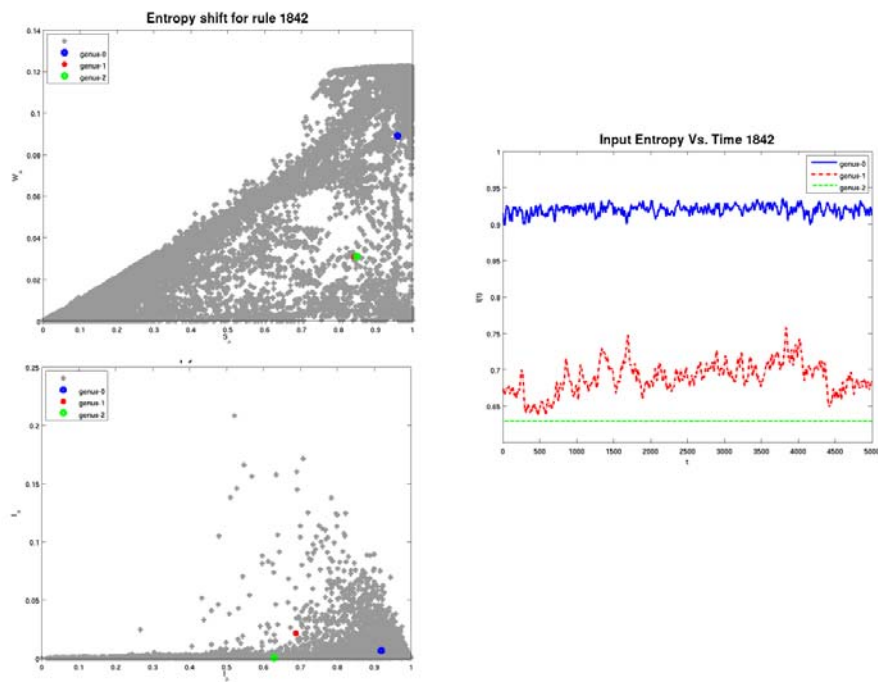 Entropy shift for rule 1842
0.14
0.12
0.1
0.08
0.06
0.04
0.02
0
genus-0
genus-1
genus-2
0 0.1 0.2 0.3 0.4 0.5 0.6 0.7 0.8 0.9 1
0.25
0.2
0.15
0.1
0.05
0
genus-0
genus-1
genus-2
0 0.1 0.2 0.3 0.4 0.5 0.6 0.7 0.8 0.9 1
Input Entropy Vs. Time 1842
1
0.95
0.9
0.85
0.8
0.75
0.7
0.65
I(t)
genus-0
genus-1
genus-2
0 500 1000 1500 2000 2500 3000 3500 4000 4500 5000
t